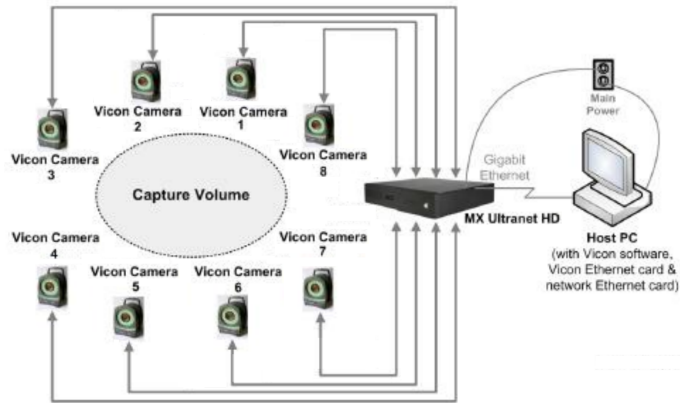 Vicon Camera
2
Vicon Camera
1
Vicon Camera
3
Vicon Camera
8
Capture Volume
Main
Power
Gigabit
Ethernet
MX Ultranet HD
Host PC
(with Vicon software,
Vicon Ethernet card &
network Ethernet card)
Vicon Camera
4
Vicon Camera
5
Vicon Camera
6
Vicon Camera
7